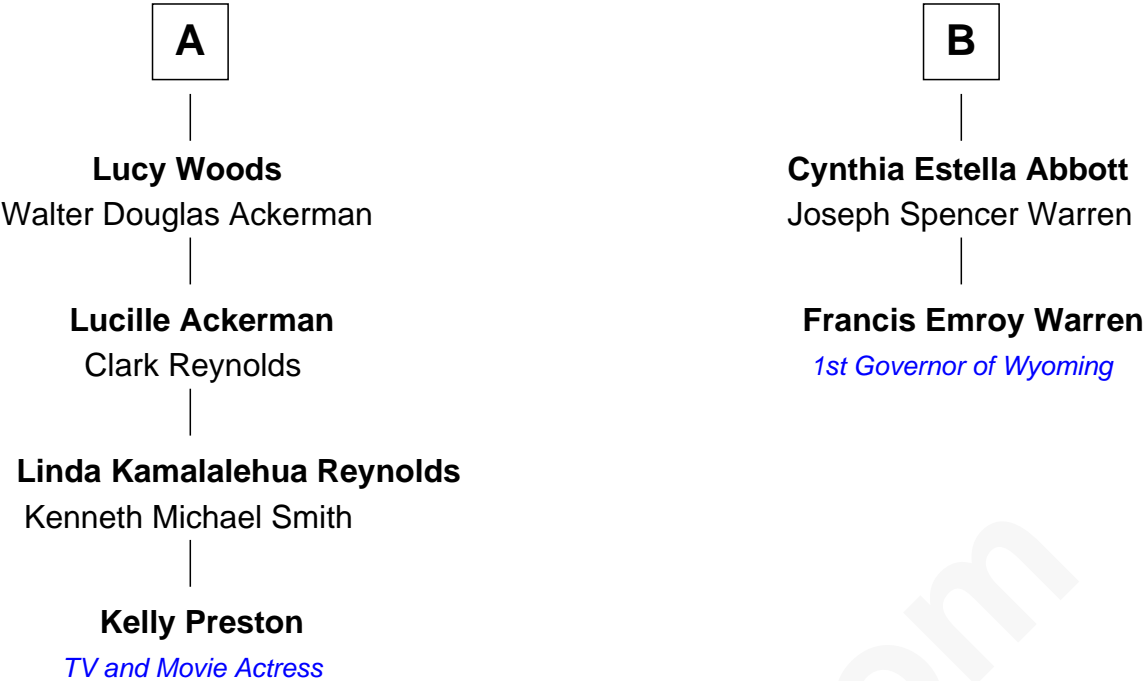 A
B
Lucy Woods
Cynthia Estella Abbott
Walter Douglas Ackerman
Joseph Spencer Warren
Lucille Ackerman
Francis Emroy Warren
Clark Reynolds
1st Governor of Wyoming
Linda Kamalalehua Reynolds
Kenneth Michael Smith
Kelly Preston
TV and Movie Actress
om